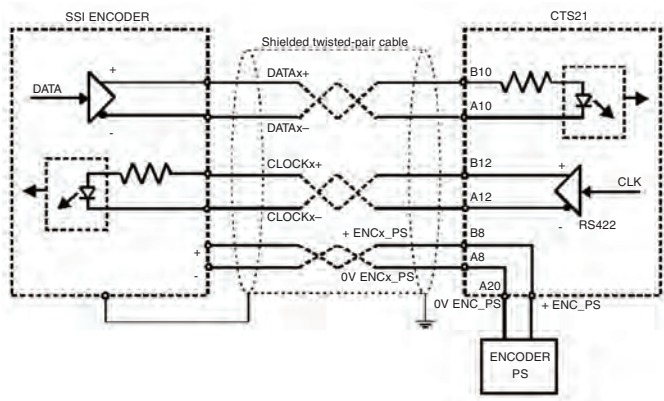 SSI ENCODER
CTS21
Shielded twisted-pair cable
DATA
+
-
DATAx+
DATAx–
B10
A10
CLOCKx+
CLOCKx–
B12
A12
+
-
CLK
RS422
+
-
+ ENCx_PS
0V ENCx_PS
B8
A8
A20
0V ENC_PS
+ ENC_PS
ENCODER
PS